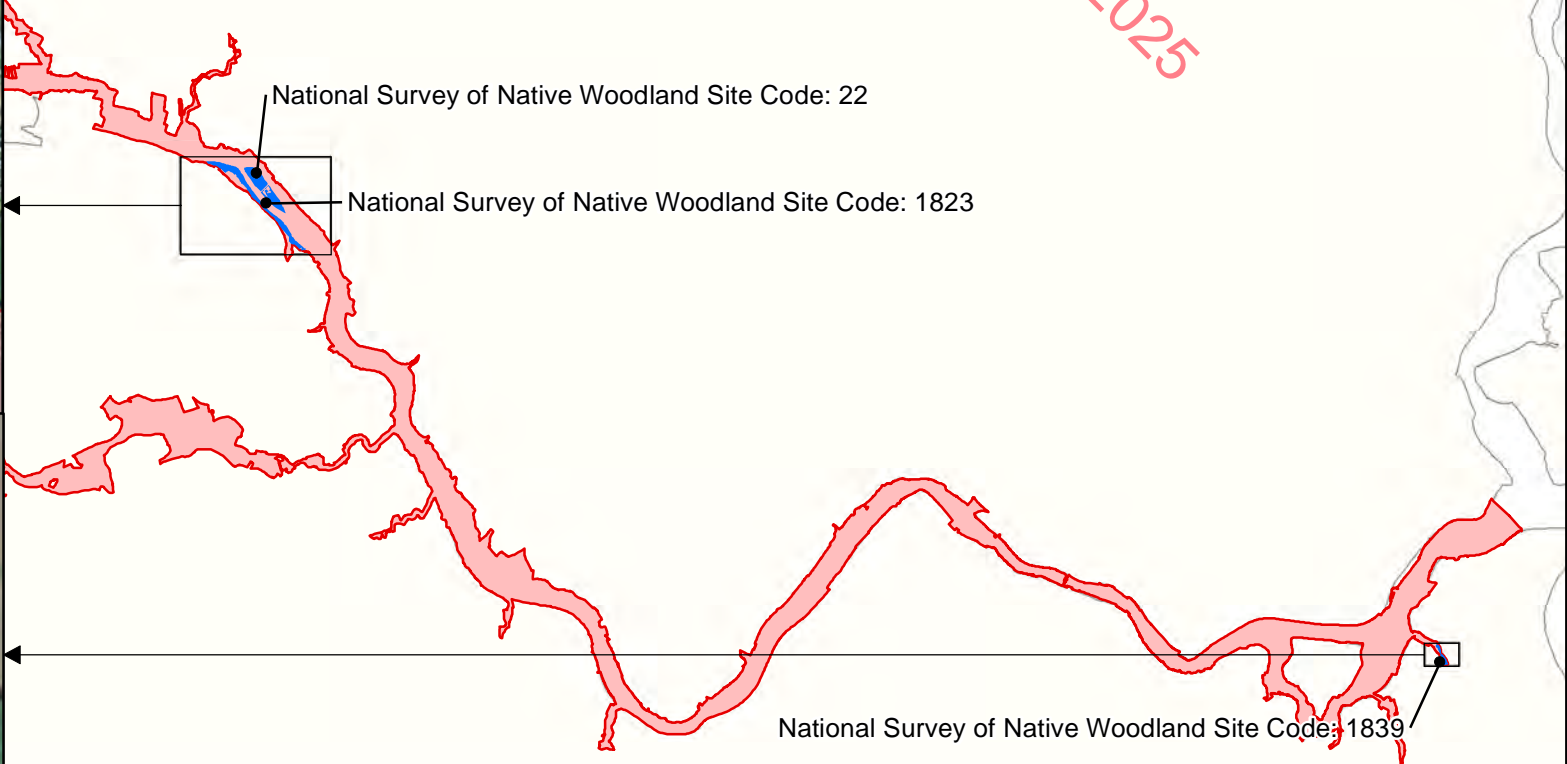 2025
National Survey of Native Woodland Site Code: 22
National Survey of Native Woodland Site Code: 1823
National Survey of Native Woodland Site Code: 1839